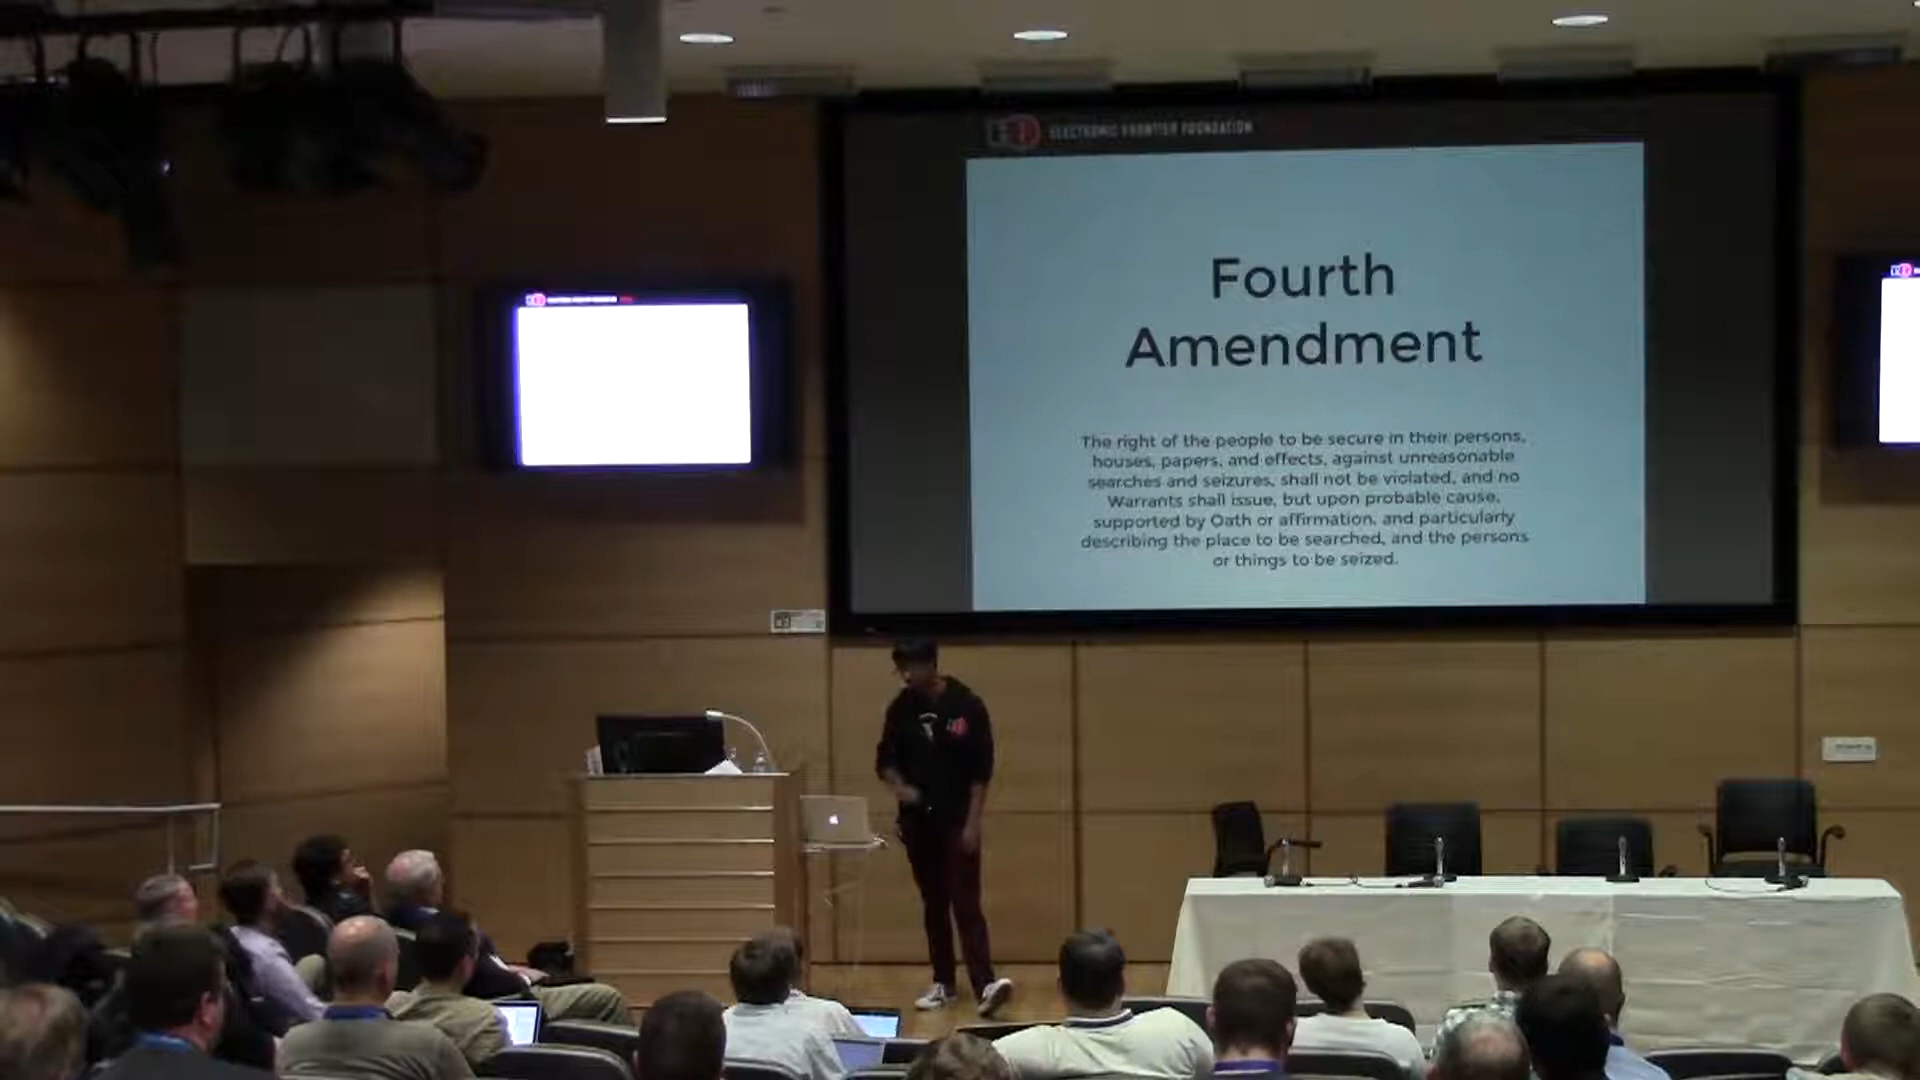 ELECTRONIC FRONTIER FOUNDATION
Fourth
Amendment
The right of the people to be secure in their persons,
houses, papers, and effects, against unreasonable
searches and seizures, shall not be violated, and no
Warrants shall issue, but upon probable cause,
supported by Oath or affirmation, and particularly
describing the place to be searched, and the persons
or things to be seized.